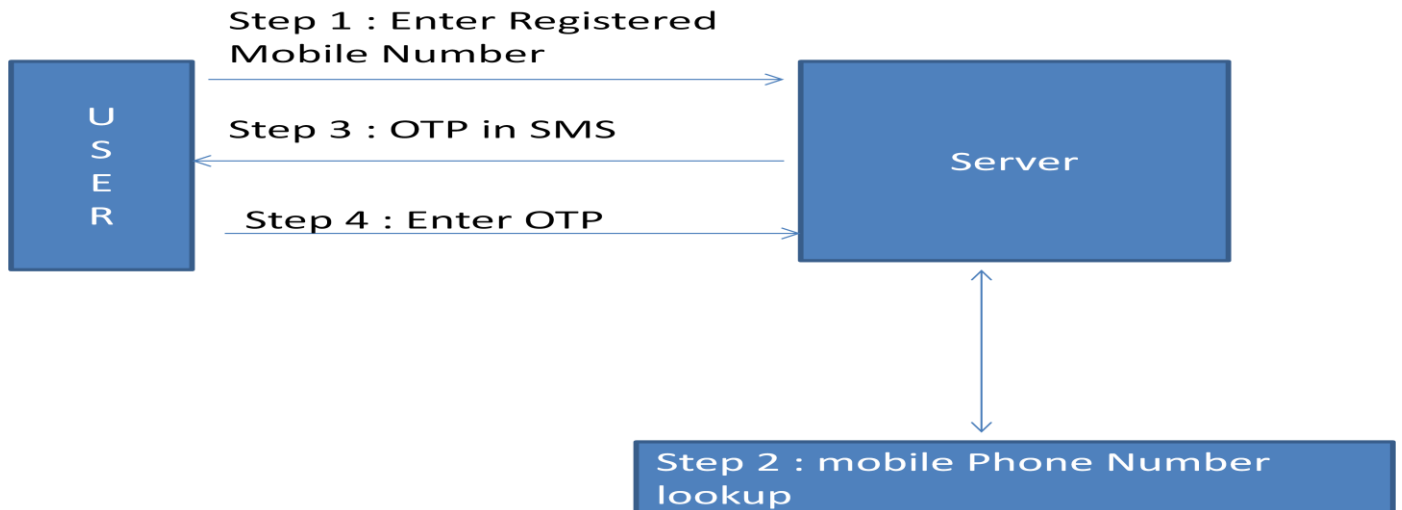 Step 1 : Enter Registered
Mobile Number
U
S
E
R
Step 3 : OTP in SMS
Server
Step 4 : Enter OTP
Step 2 : mobile Phone Number
lookup